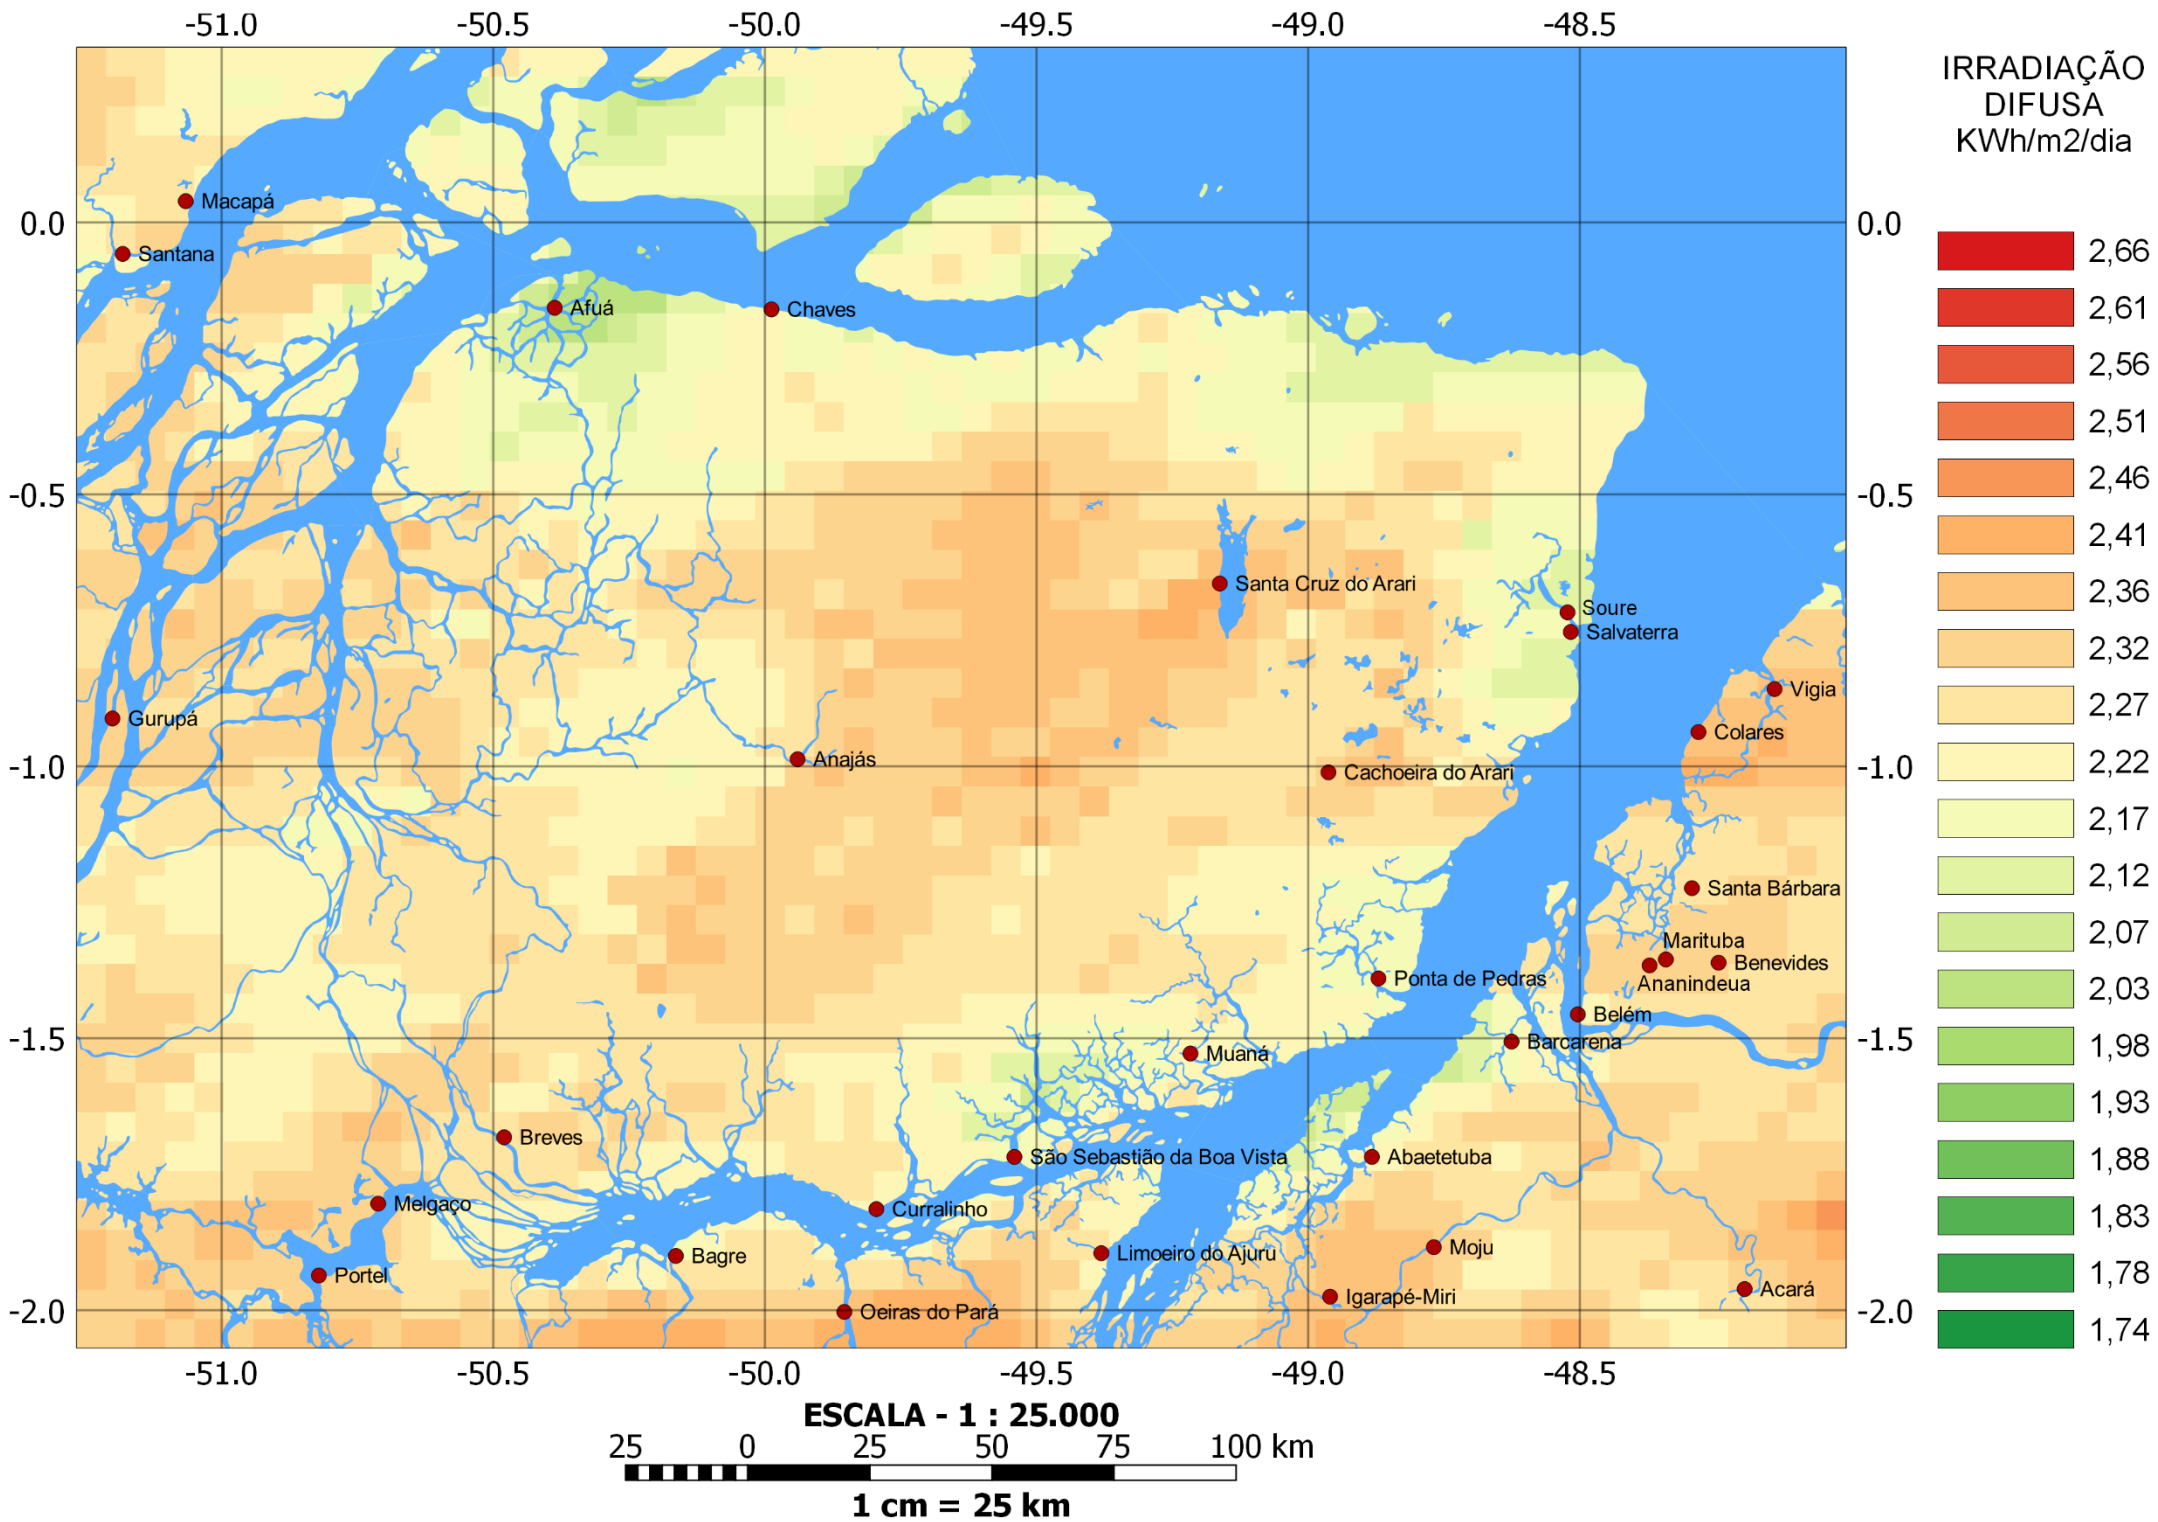 -51.0 -50.5 -50.0 -49.5 -49.0 -48.5
IRRADIAÇÃO
DIFUSA
KWh/m2/dia
Macapá
0.0 0.0
Santana
2,66
Afuá
Chaves
2,61
2,56
2,51
2,46
-0.5 -0.5
2,41
Santa Cruz do Arari
2,36
Soure
Salvaterra
2,32
Vigia
Gurupá
2,27
Colares
Anajás
2,22
-1.0 -1.0
Cachoeira do Arari
2,17
2,12
Santa Bárbara
2,07
Marituba
Benevides
Ponta de Pedras
Ananindeua
2,03
Belém
-1.5 -1.5
Barcarena
1,98
Muaná
1,93
Breves
São Sebastião da Boa Vista
Abaetetuba
1,88
Melgaço
Curralinho
1,83
Moju
Limoeiro do Ajuru
Bagre
Portel
1,78
Acará
Igarapé-Miri
-2.0 -2.0
Oeiras do Pará
1,74
-51.0 -50.5 -50.0 -49.5 -49.0 -48.5
ESCALA - 1 : 25.000
25 0 25 50 75 100 km
1 cm = 25 km